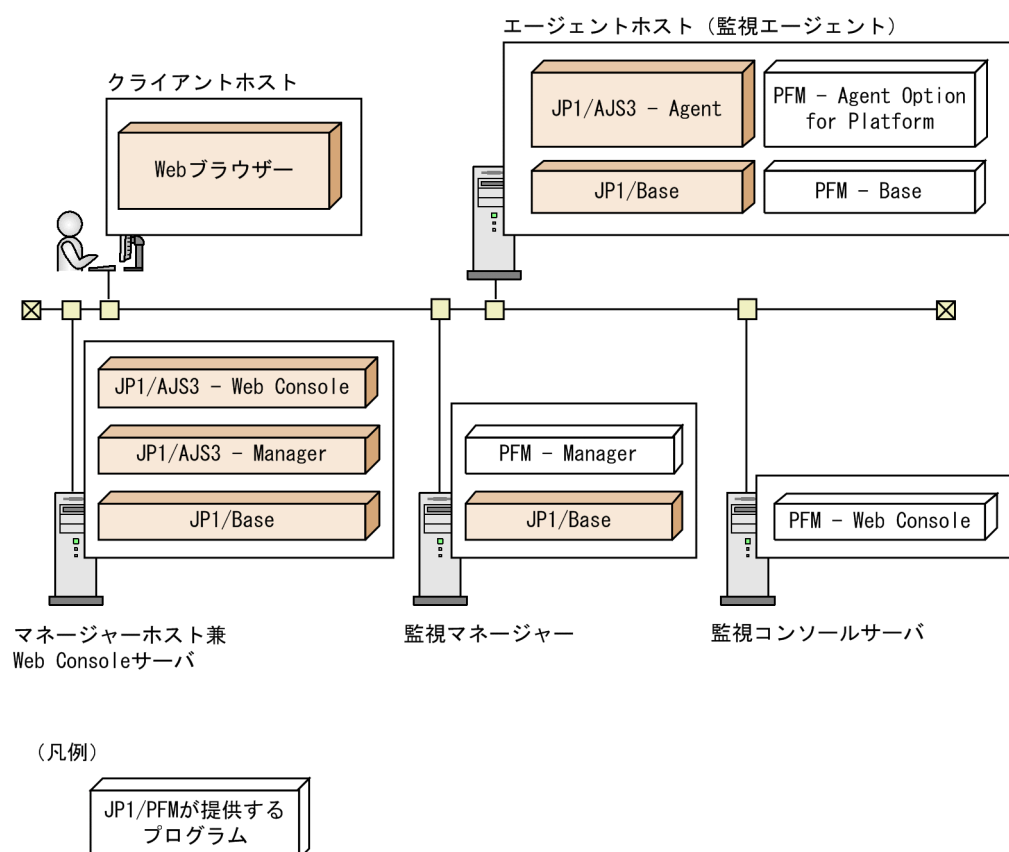 エージェントホスト（監視エージェント）
クライアントホスト
JP1/AJS3 − Agent
PFM − Agent Option
for Platform
Webブラウザー
JP1/Base
PFM − Base
JP1/AJS3 − Web Console
JP1/AJS3 − Manager
JP1/Base
PFM − Manager
JP1/Base
PFM − Web Console
マネージャーホスト兼
Web Consoleサーバ
監視マネージャー
監視コンソールサーバ
（凡例）
JP1/PFMが提供する
プログラム